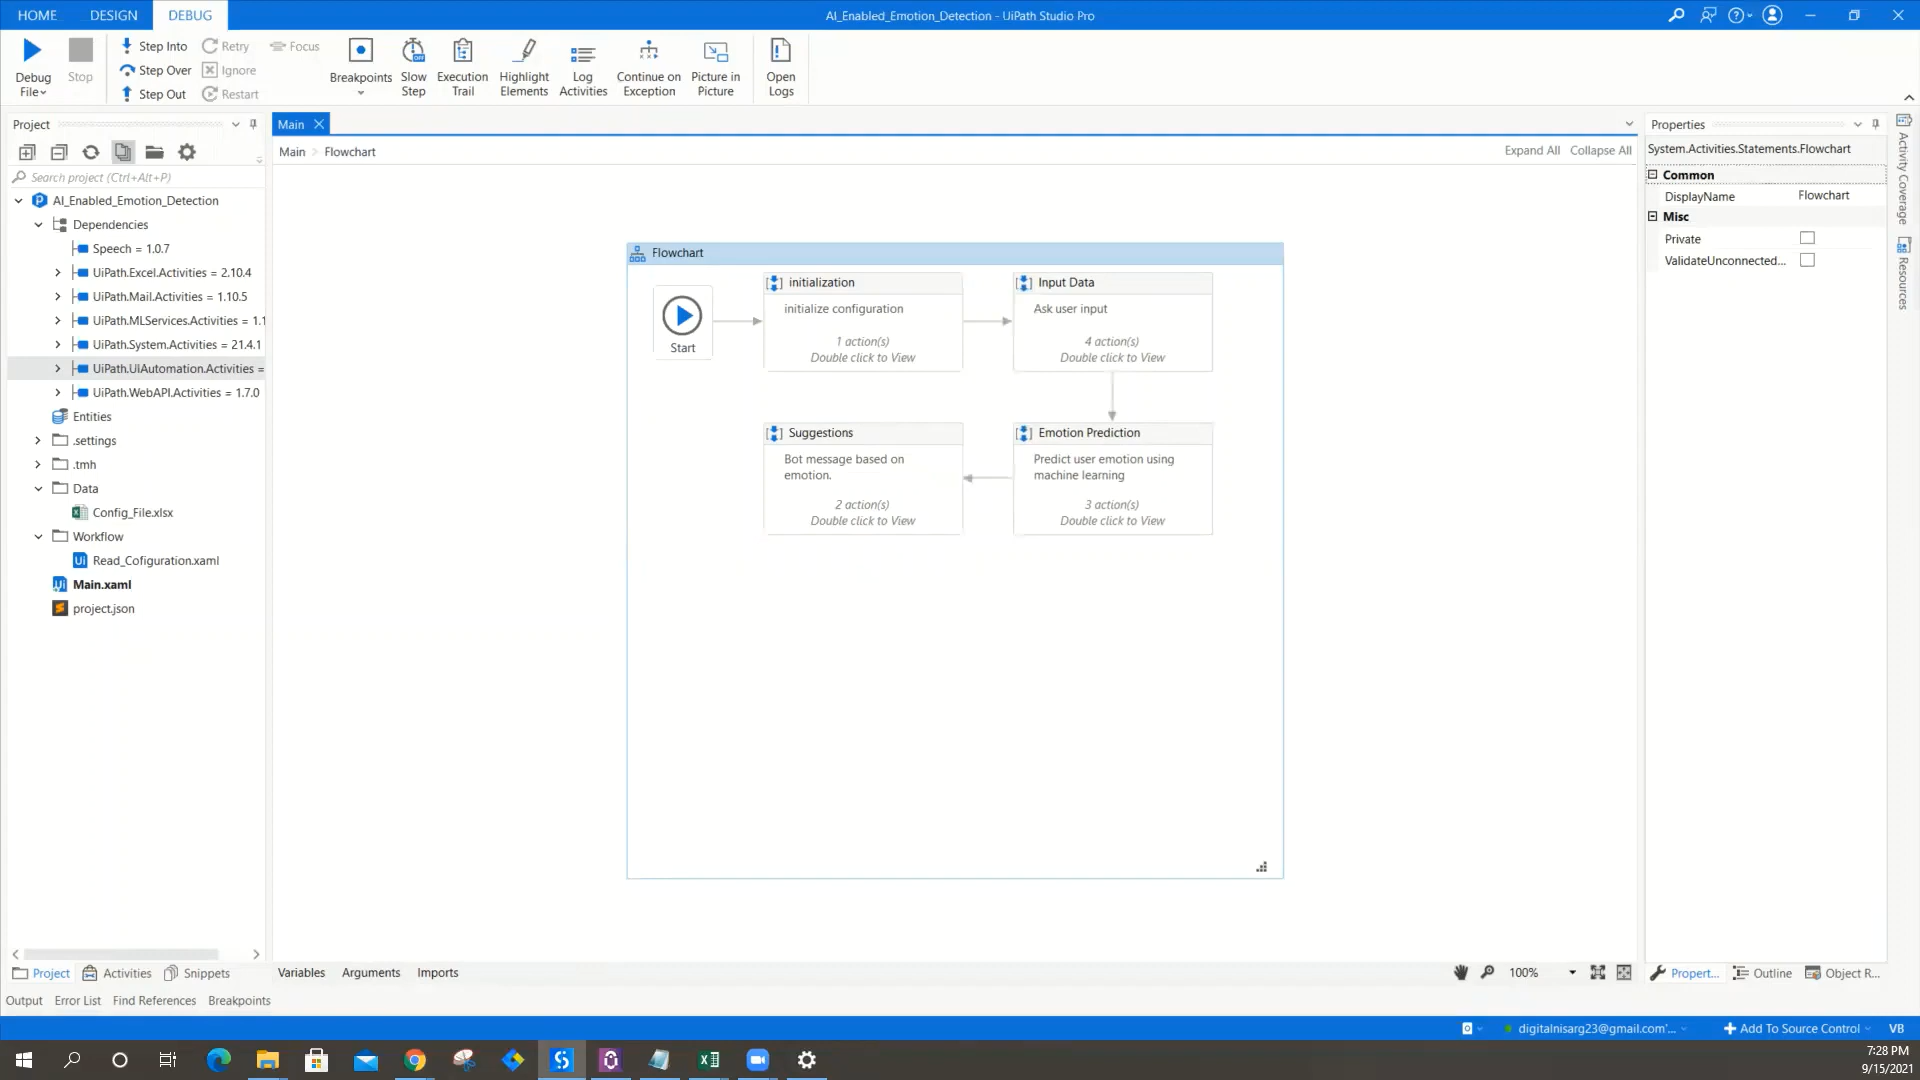 HOME DESIGN DEBUG
AI_Enabled_Emotion_Detection - UiPath Studio Pro
Debug File
Stop
Step Into
Step Over
Step Out
Retry
Ignore
Restart
Focus
Breakpoints
Slow Step
Execution Trail
Highlight Elements
Log Activities
Continue on Exception
Picture in Picture
Open Logs
Project
Search project (Ctrl+Alt+P)
AI_Enabled_Emotion_Detection
Dependencies
Speech = 1.0.7
UiPath.Excel.Activities = 2.10.4
UiPath.Mail.Activities = 1.10.5
UiPath.MLServices.Activities = 1.1
UiPath.System.Activities = 21.4.1
UiPath.UIAutomation.Activities =
UiPath.WebAPI.Activities = 1.7.0
Entities
.settings
.tmh
Data
Config_File.xlsx
Workflow
Read_Cofiguration.xaml
Main.xaml
project.json
Project Activities Snippets
Main
Main > Flowchart
Expand All Collapse All
Flowchart
Start
initialization
initialize configuration
1 action(s)
Double click to View
Input Data
Ask user input
4 action(s)
Double click to View
Suggestions
Bot message based on
emotion.
2 action(s)
Double click to View
Emotion Prediction
Predict user emotion using
machine learning
3 action(s)
Double click to View
Variables Arguments Imports
100%
Properties
System.Activities.Statements.Flowchart
Common
DisplayName Flowchart
Misc
Private
ValidateUnconnected...
Activity Coverage
Resources
Propert... Outline Object R...
Output Error List Find References Breakpoints
digitalnisarg23@gmail.com'... Add To Source Control VB
7:28 PM
9/15/2021